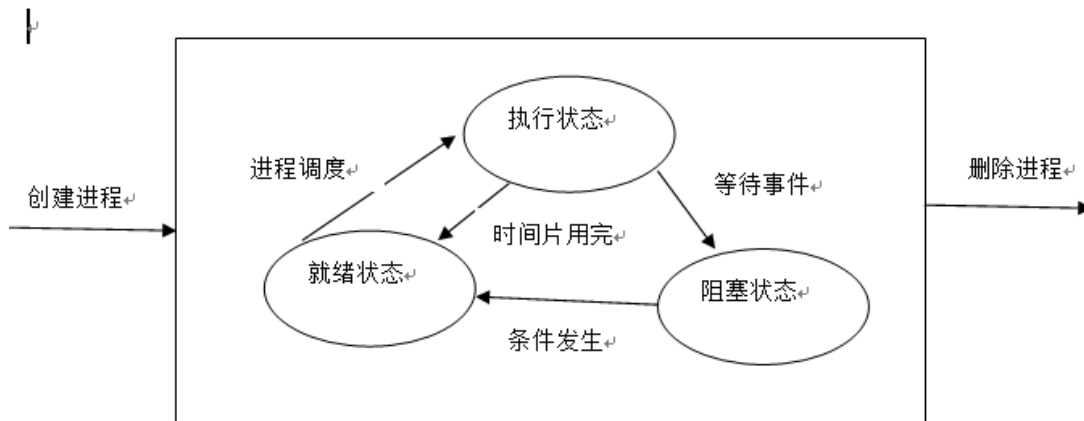 执行状态
进程调度
等待事件
删除进程
创建进程
时间片用完
就绪状态
阻塞状态
条件发生